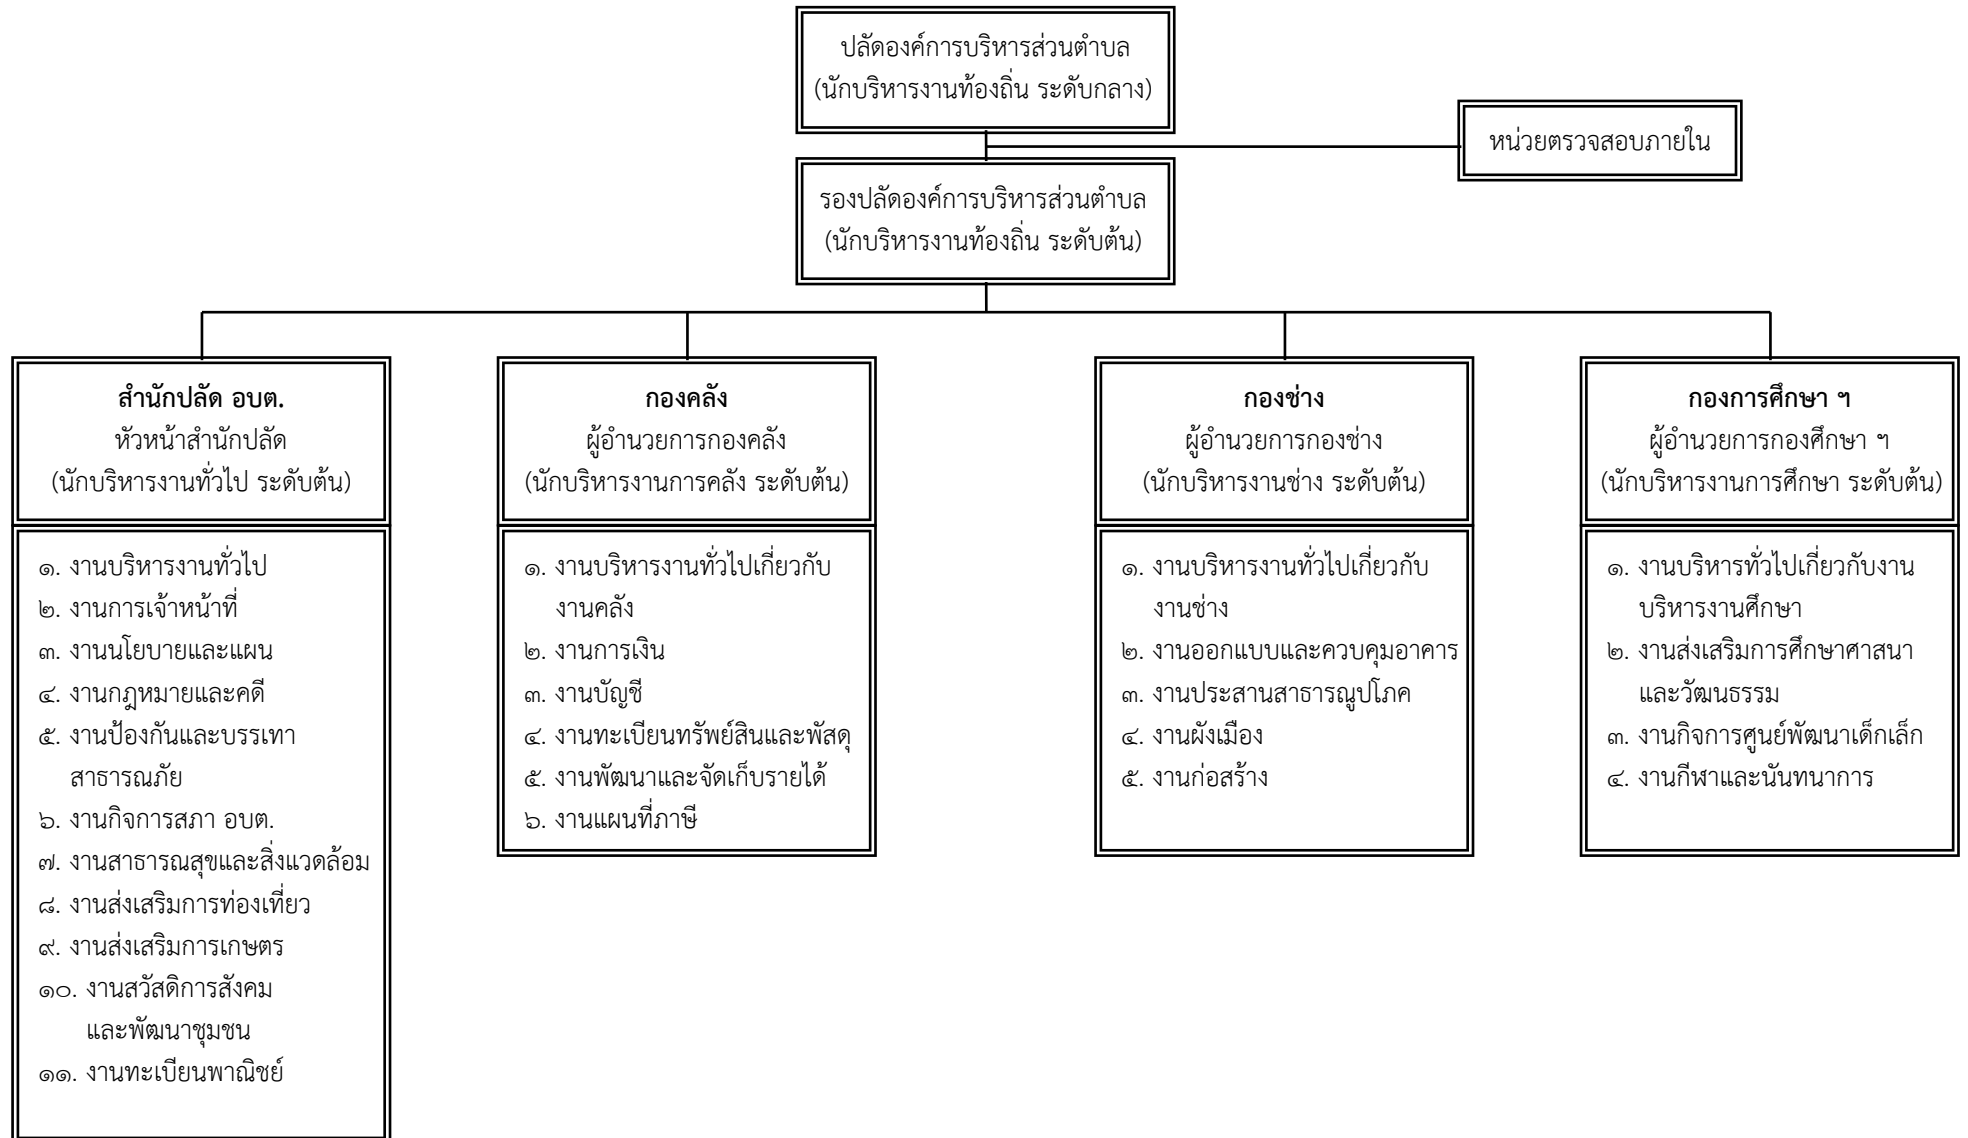 ปลัดองค์การบริหารส่วนตำบล
(นักบริหารงานท้องถิ่น ระดับกลาง)
หน่วยตรวจสอบภายใน
รองปลัดองค์การบริหารส่วนตำบล
(นักบริหารงานท้องถิ่น ระดับต้น)
สำนักปลัด อบต.
หัวหน้าสำนักปลัด
(นักบริหารงานทั่วไป ระดับต้น)
๑. งานบริหารงานทั่วไป
๒. งานการเจ้าหน้าที่
๓. งานนโยบายและแผน
๔. งานกฎหมายและคดี
๕. งานป้องกันและบรรเทา
สาธารณภัย
๖. งานกิจการสภา อบต.
๗. งานสาธารณสุขและสิ่งแวดล้อม
๘. งานส่งเสริมการท่องเที่ยว
๙. งานส่งเสริมการเกษตร
๑๐. งานสวัสดิการสังคม
และพัฒนาชุมชน
๑๑. งานทะเบียนพาณิชย์
กองคลัง
ผู้อำนวยการกองคลัง
(นักบริหารงานการคลัง ระดับต้น)
๑. งานบริหารงานทั่วไปเกี่ยวกับ
งานคลัง
๒. งานการเงิน
๓. งานบัญชี
๔. งานทะเบียนทรัพย์สินและพัสดุ
๕. งานพัฒนาและจัดเก็บรายได้
๖. งานแผนที่ภาษี
กองช่าง
ผู้อำนวยการกองช่าง
(นักบริหารงานช่าง ระดับต้น)
๑. งานบริหารงานทั่วไปเกี่ยวกับ
งานช่าง
๒. งานออกแบบและควบคุมอาคาร
๓. งานประสานสาธารณูปโภค
๔. งานผังเมือง
๕. งานก่อสร้าง
กองการศึกษา ฯ
ผู้อำนวยการกองศึกษา ฯ
(นักบริหารงานการศึกษา ระดับต้น)
๑. งานบริหารทั่วไปเกี่ยวกับงาน
บริหารงานศึกษา
๒. งานส่งเสริมการศึกษาศาสนา
และวัฒนธรรม
๓. งานกิจการศูนย์พัฒนาเด็กเล็ก
๔. งานกีฬาและนันทนาการ